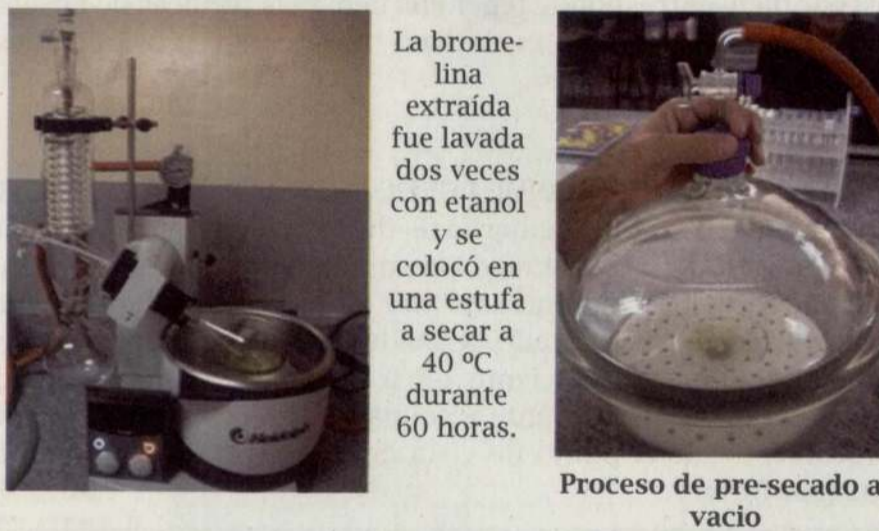 La brome-
lina
extraída
fue lavada
dos veces
con etanol
y se
colocó en
una estufa
a secar a
40 ºC
durante
60 horas.
Proceso de pre-secado a
vacio